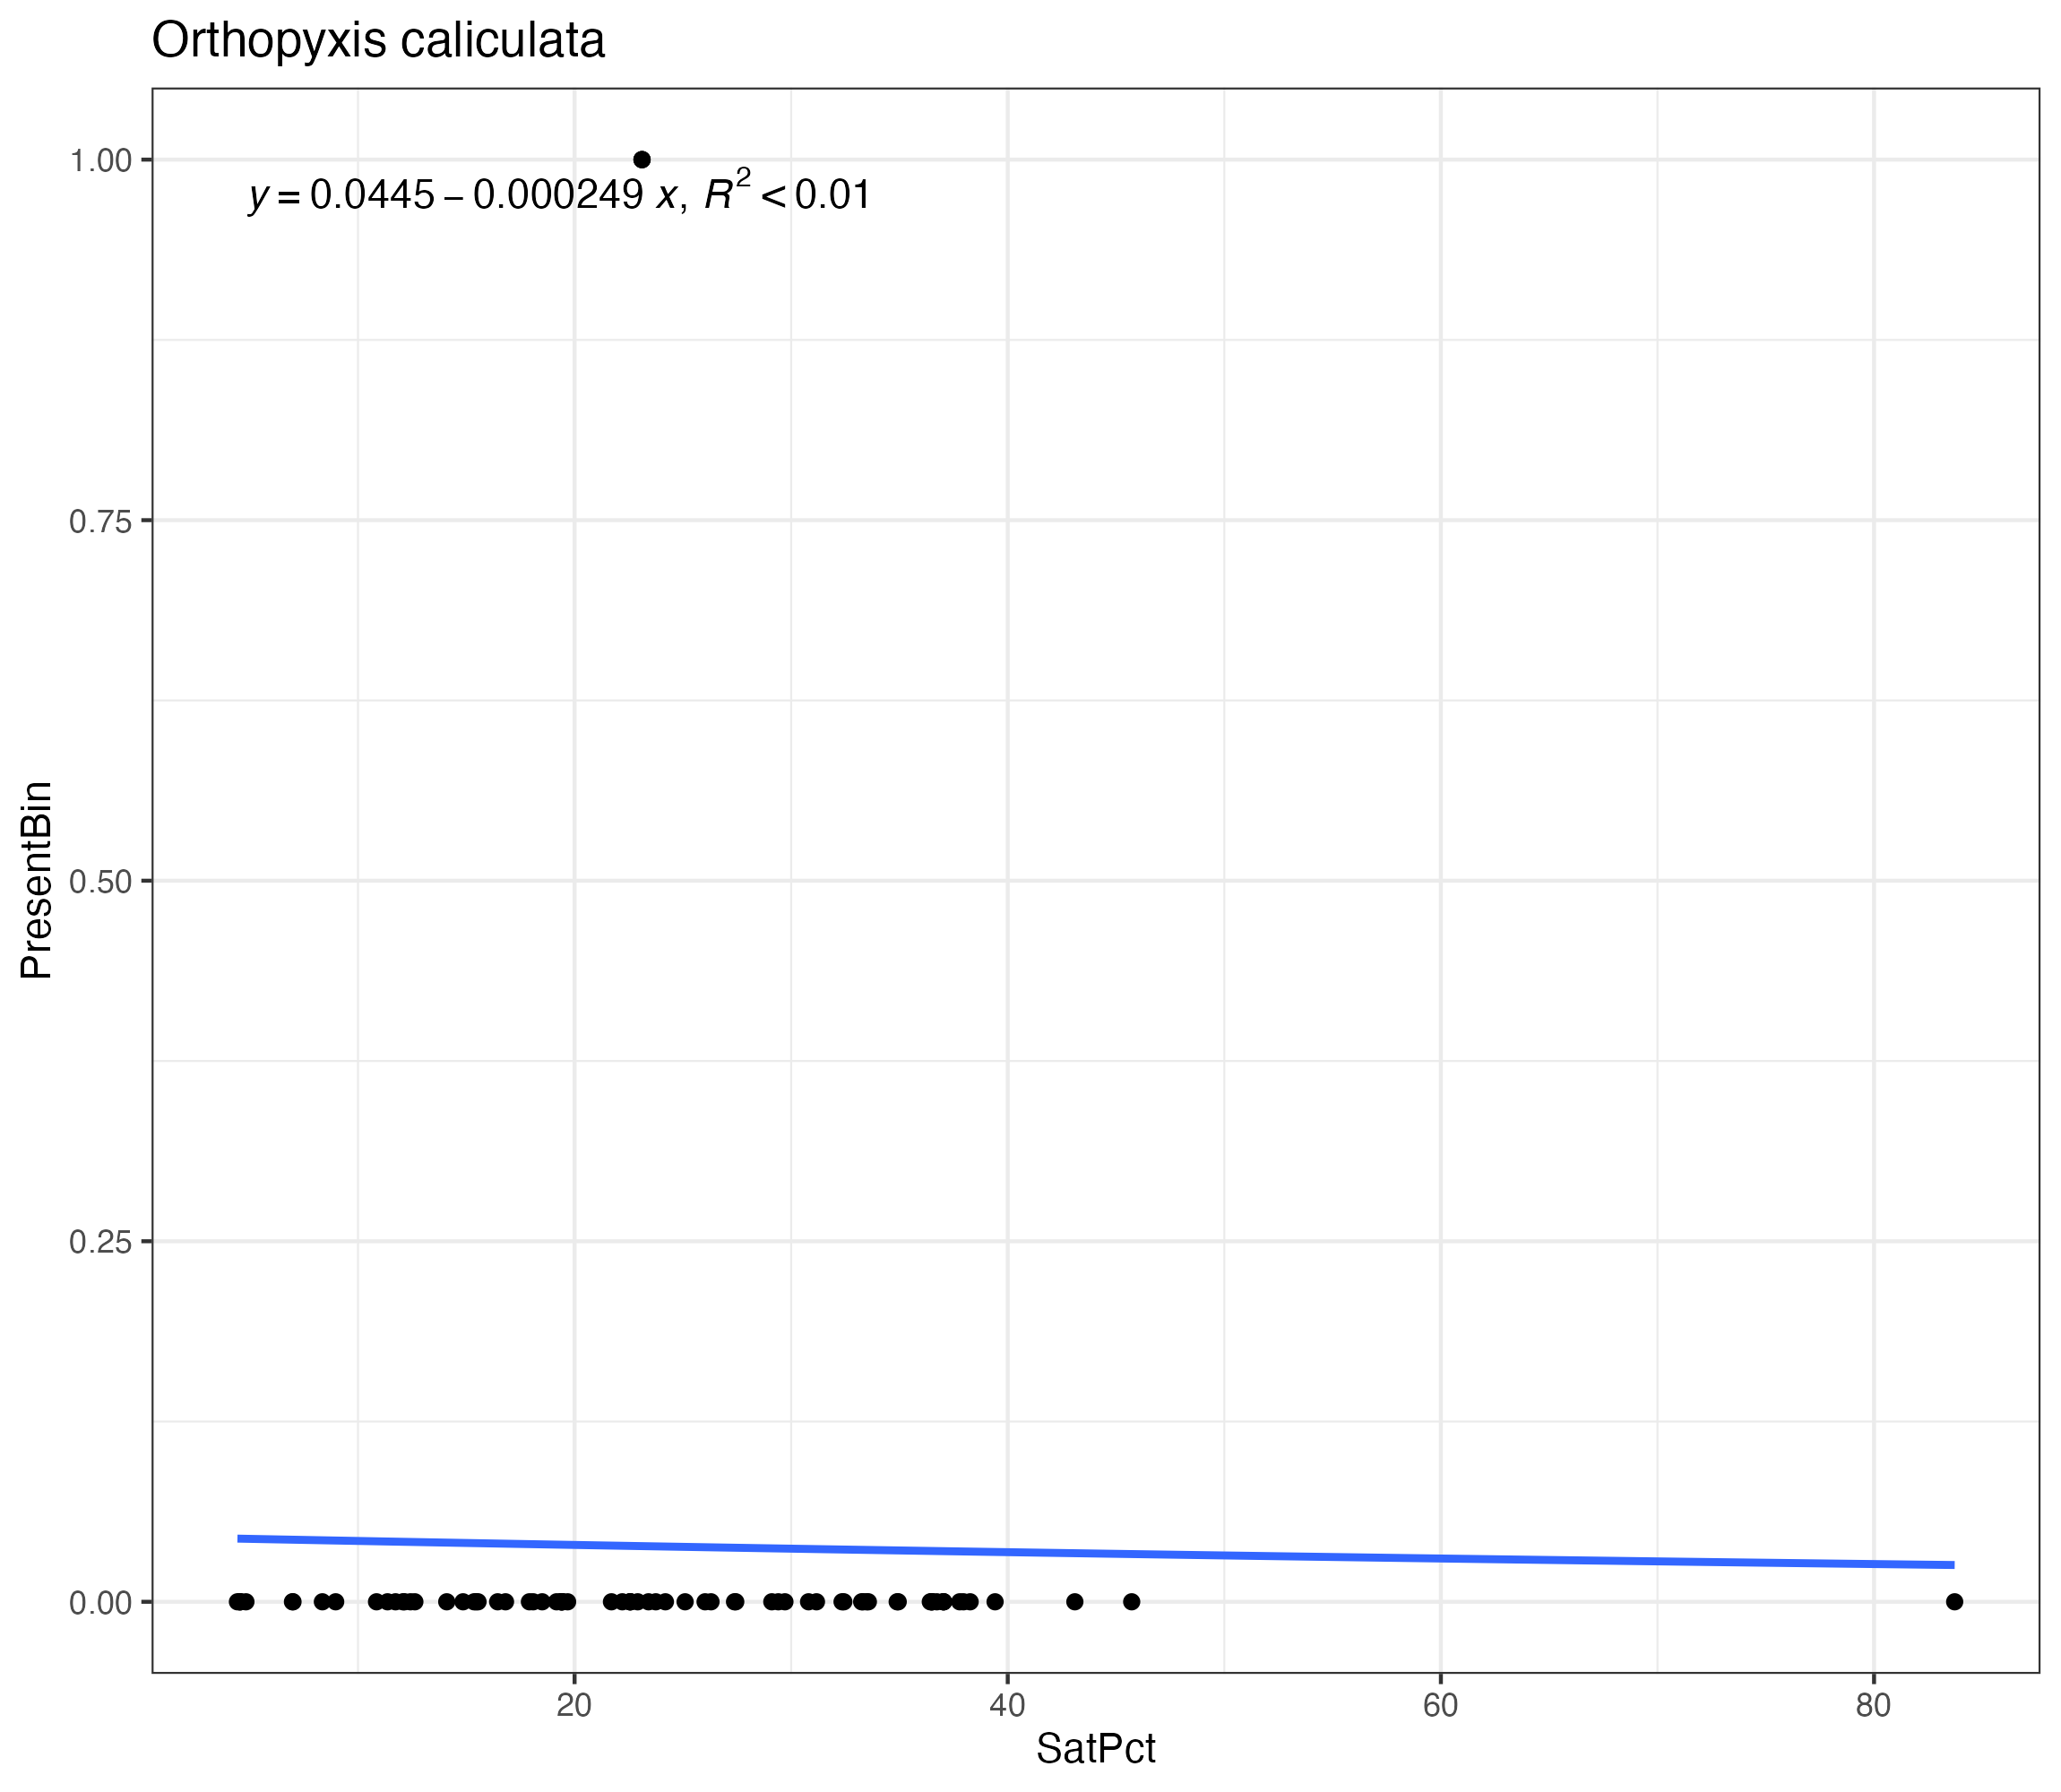 Orthopyxis caliculata
1.00
y = 0.0445 − 0.000249 x, R² < 0.01
0.75
0.50
PresentBin
0.25
0.00
20 40 60 80
SatPct